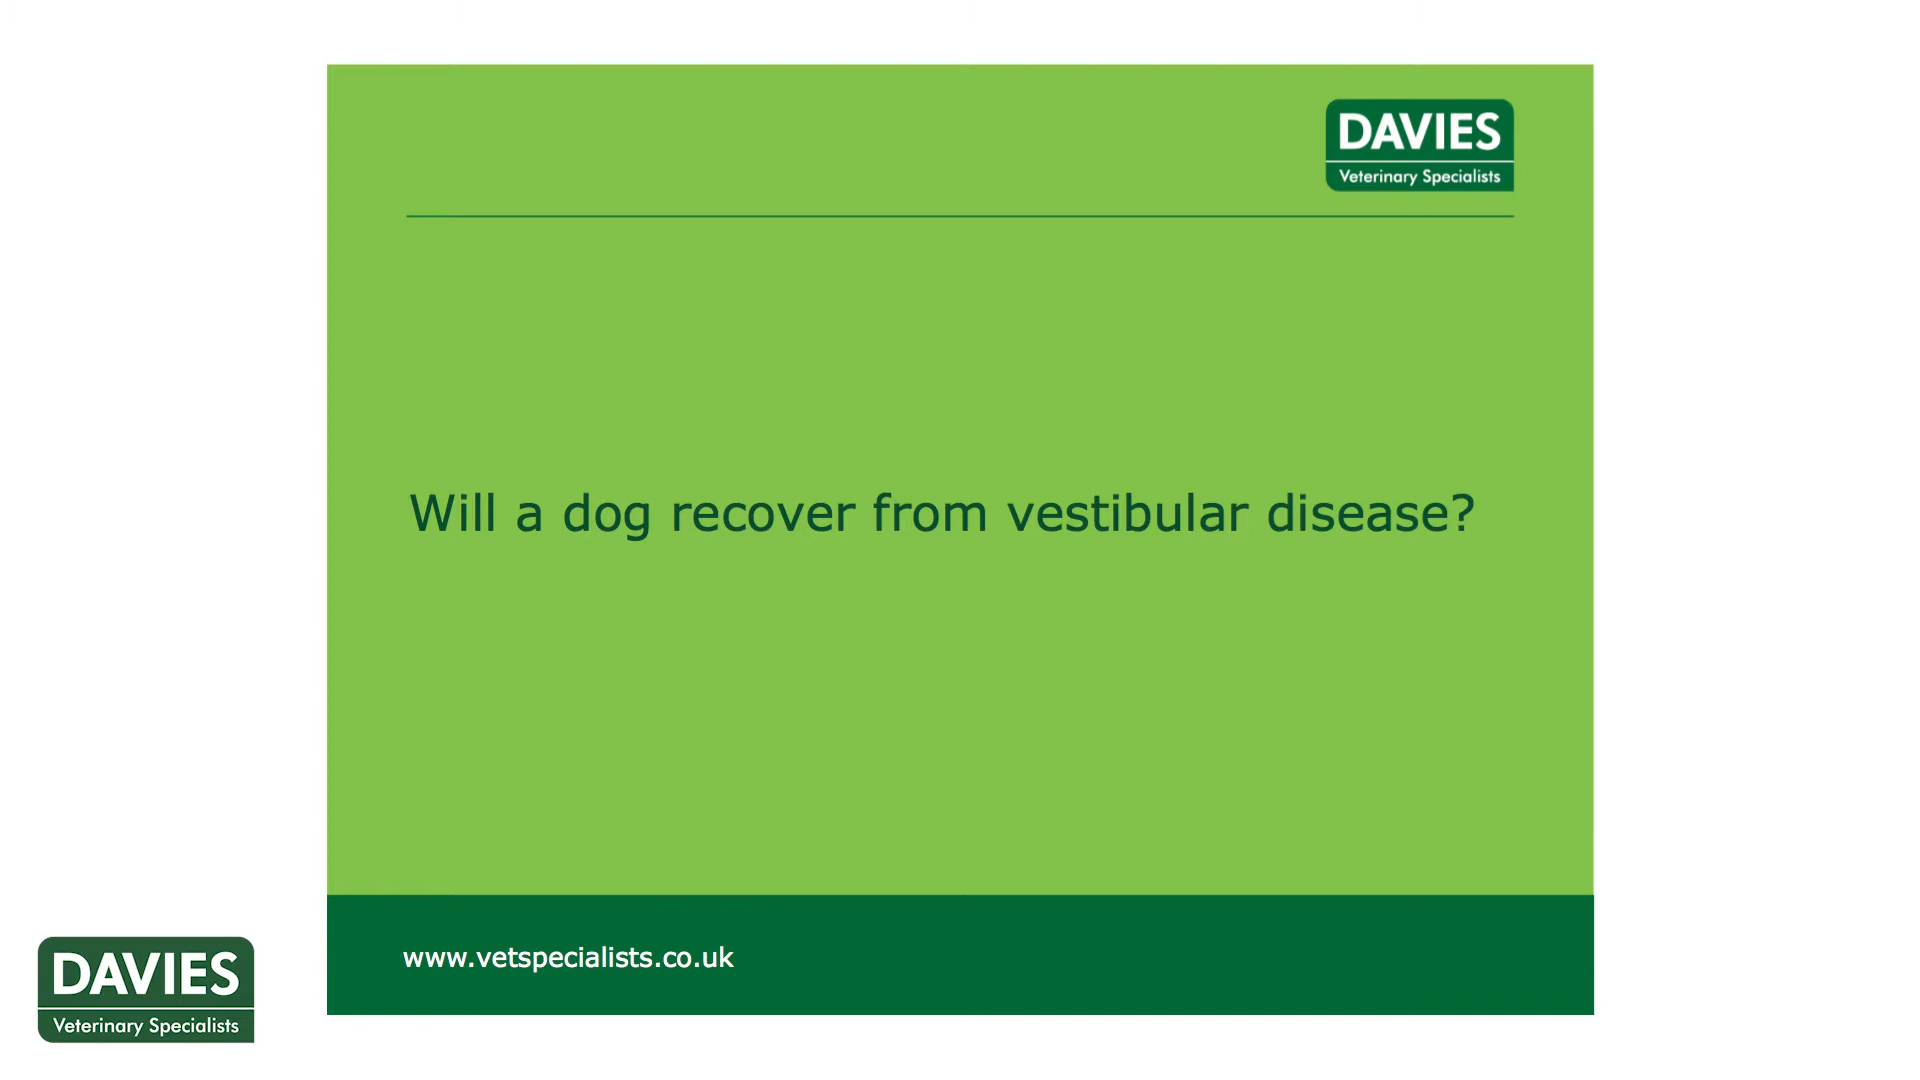 DAVIES
Veterinary Specialists
Will a dog recover from vestibular disease?
www.vetspecialists.co.uk
DAVIES
Veterinary Specialists